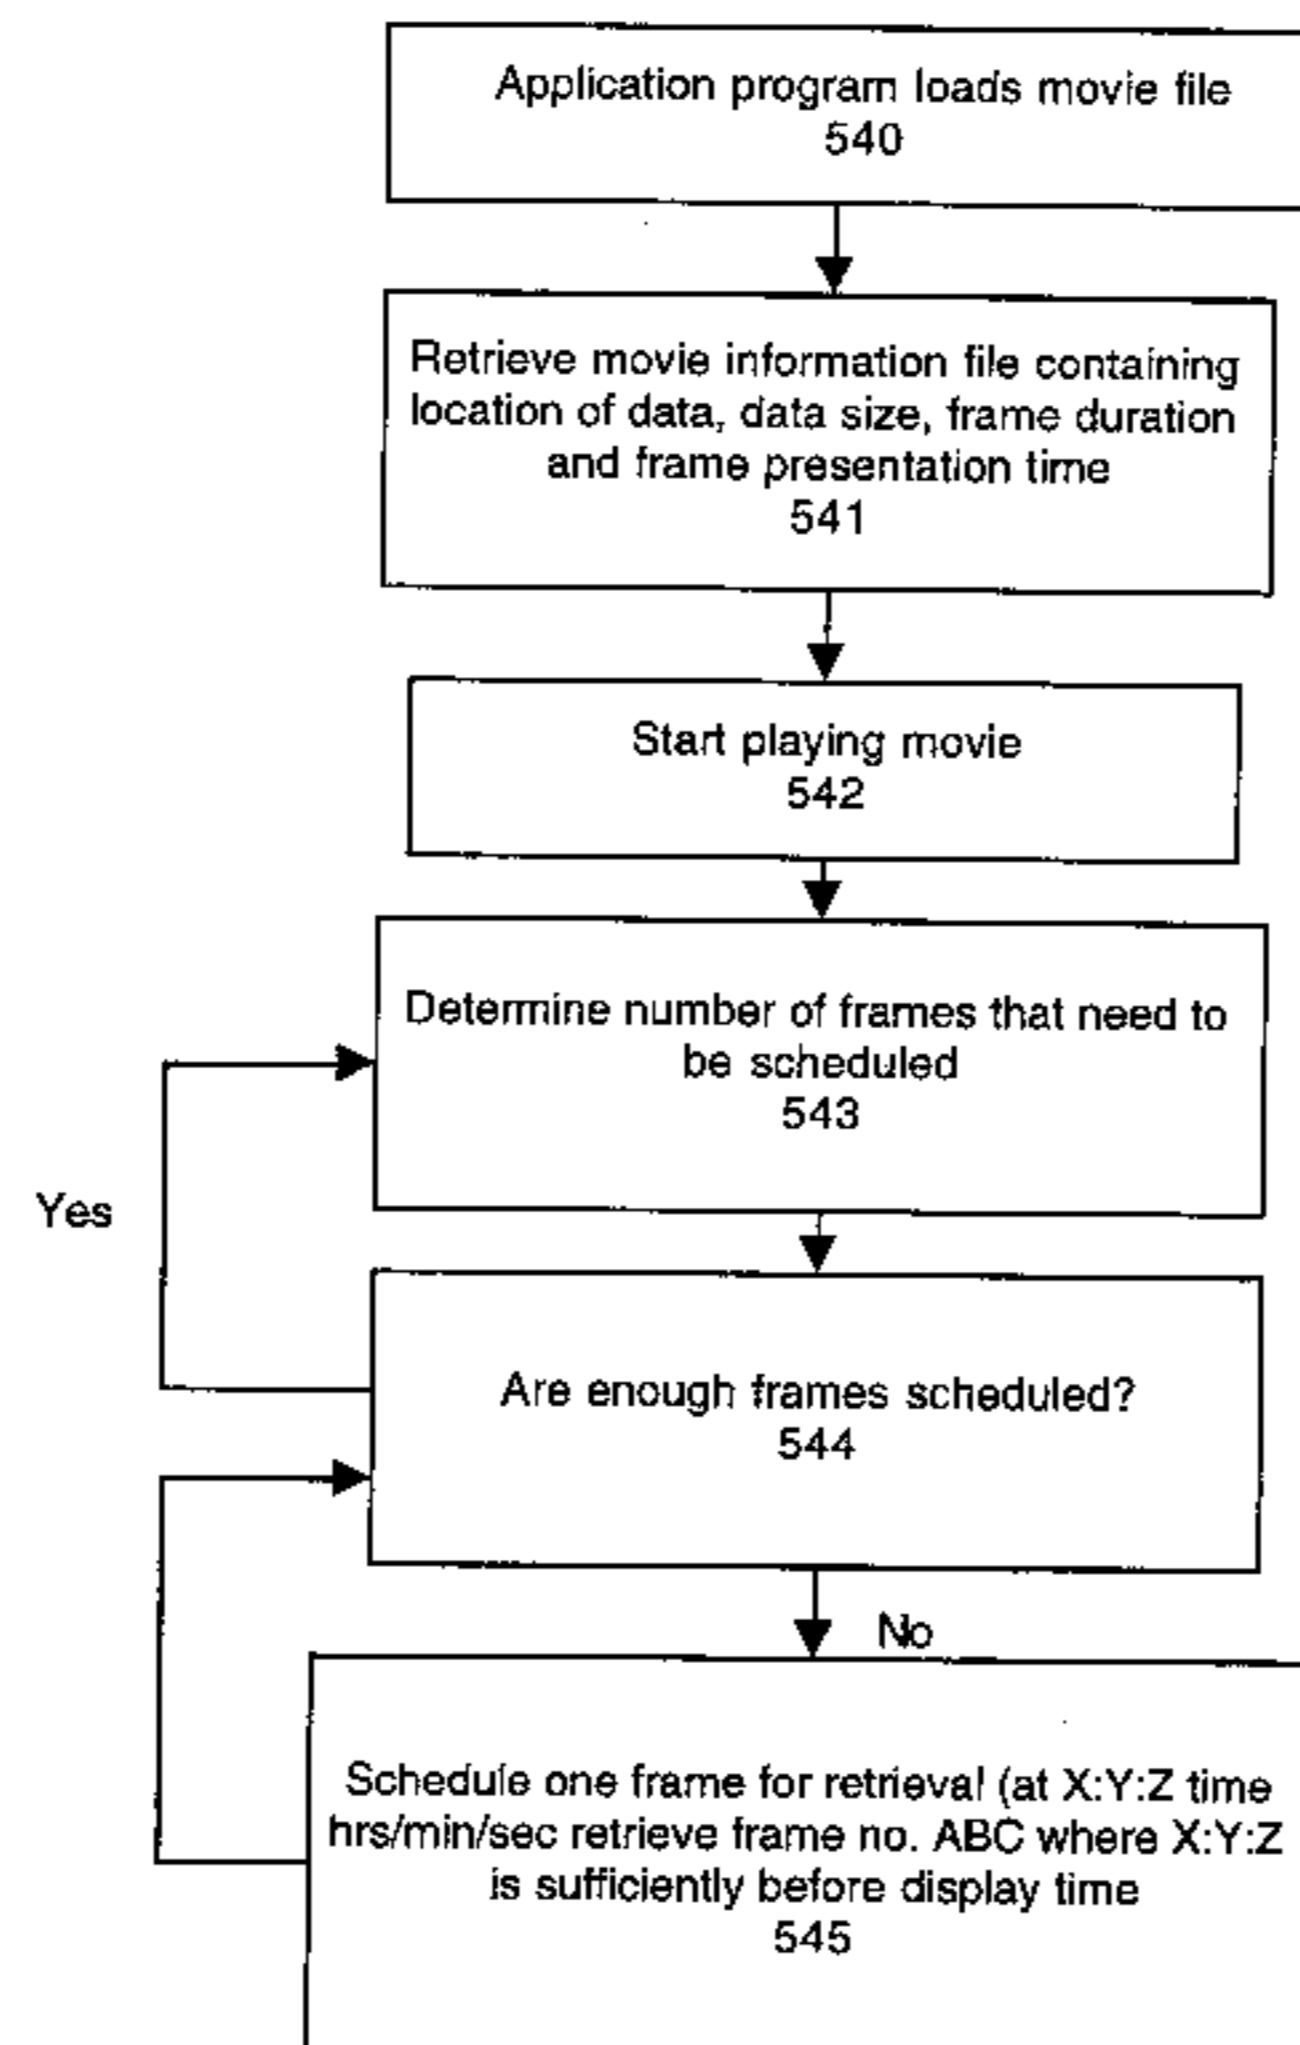 Application program loads movie file
540
Retrieve movie information file containing
location of data, data size, frame duration
and frame presentation time
541
Start playing movie
542
Determine number of frames that need to
be scheduled
543
Yes
Are enough frames scheduled?
544
No
Schedule one frame for retrieval (at X:Y:Z time
hrs/min/sec retrieve frame no. ABC where X:Y:Z
is sufficiently before display time
545